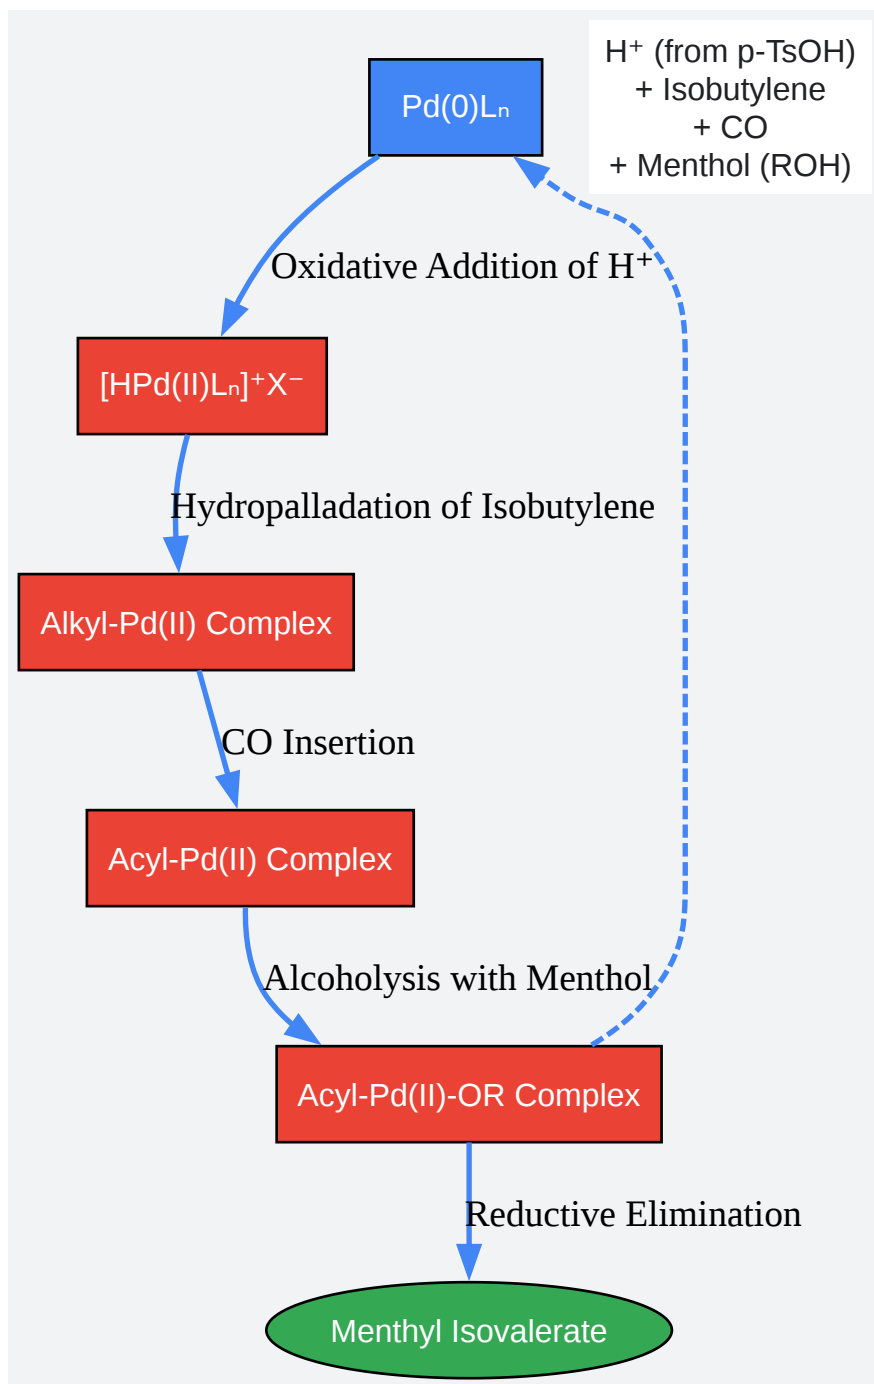 H⁺ (from p-TsOH)
+ Isobutylene
+ CO
+ Menthol (ROH)
Pd(0)Lₙ
Oxidative Addition of H⁺
[HPd(II)Lₙ]⁺X⁻
Hydropalladation of Isobutylene
Alkyl-Pd(II) Complex
CO Insertion
Acyl-Pd(II) Complex
Alcoholysis with Menthol
Acyl-Pd(II)-OR Complex
Reductive Elimination
Menthyl Isovalerate